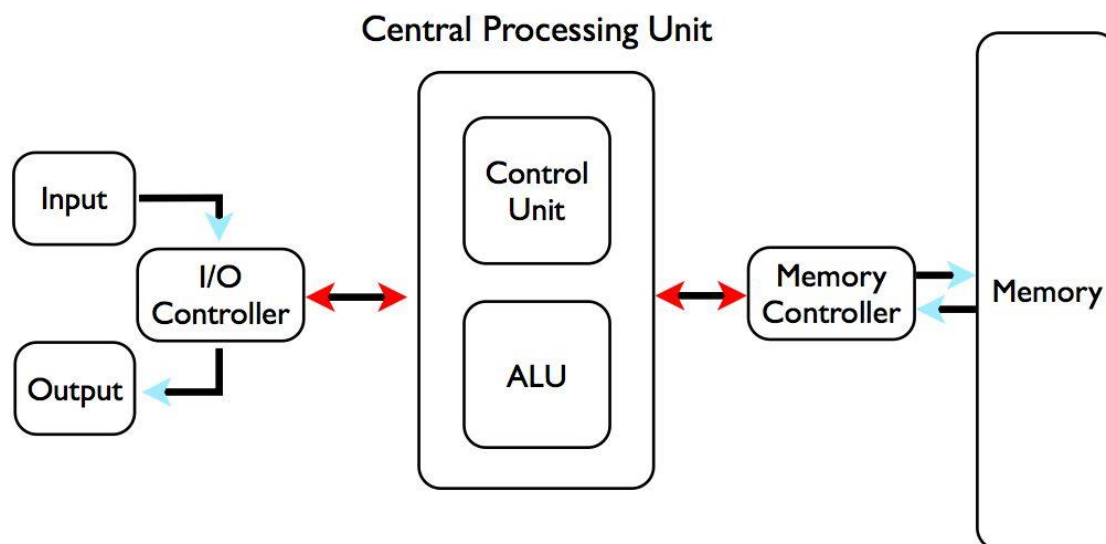 Central Processing Unit
Input
I/O
Controller
Output
Control
Unit
ALU
Memory
Controller
Memory